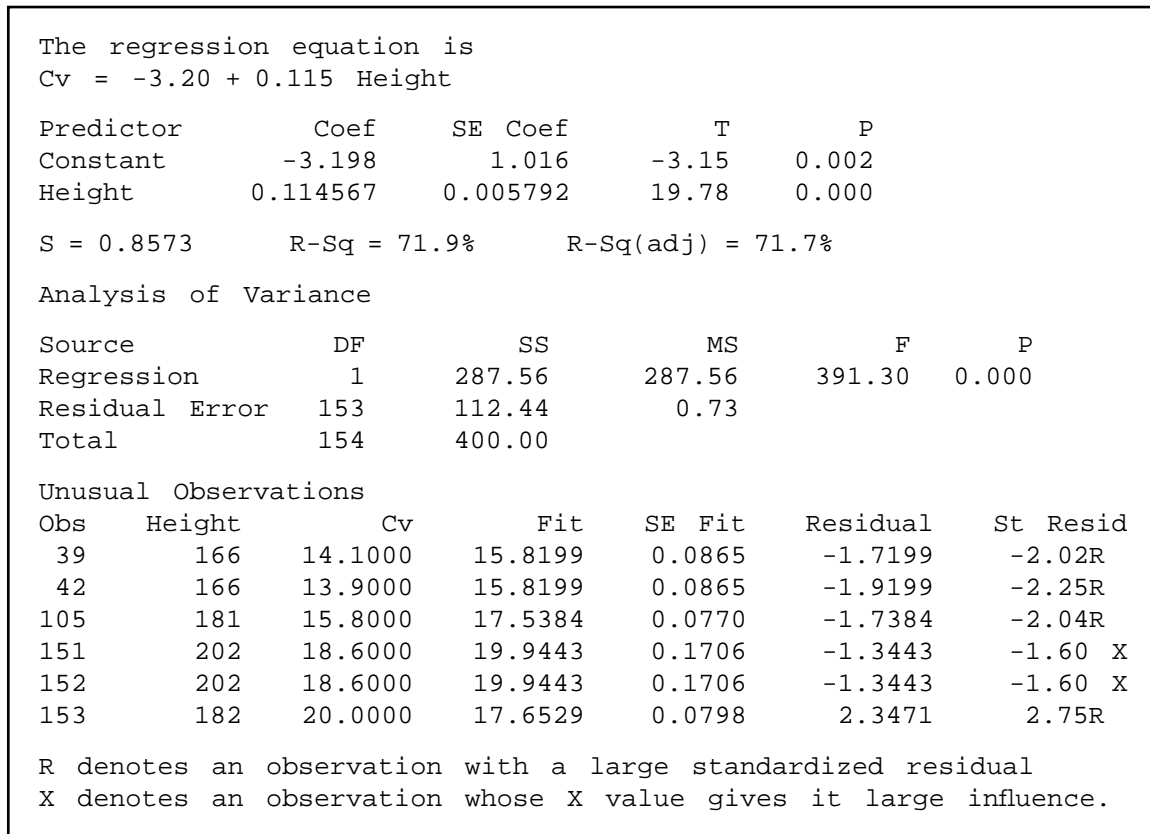 The regression equation is
Cv = -3.20 + 0.115 Height
Predictor Coef SE Coef T P
Constant -3.198 1.016 -3.15 0.002
Height 0.114567 0.005792 19.78 0.000
S = 0.8573 R-Sq = 71.9% R-Sq(adj) = 71.7%
Analysis of Variance
Source DF SS MS F P
Regression 1 287.56 287.56 391.30 0.000
Residual Error 153 112.44 0.73
Total 154 400.00
Unusual Observations
Obs Height Cv Fit SE Fit Residual St Resid
39 166 14.1000 15.8199 0.0865 -1.7199 -2.02R
42 166 13.9000 15.8199 0.0865 -1.9199 -2.25R
105 181 15.8000 17.5384 0.0770 -1.7384 -2.04R
151 202 18.6000 19.9443 0.1706 -1.3443 -1.60 X
152 202 18.6000 19.9443 0.1706 -1.3443 -1.60 X
153 182 20.0000 17.6529 0.0798 2.3471 2.75R
R denotes an observation with a large standardized residual
X denotes an observation whose X value gives it large influence.